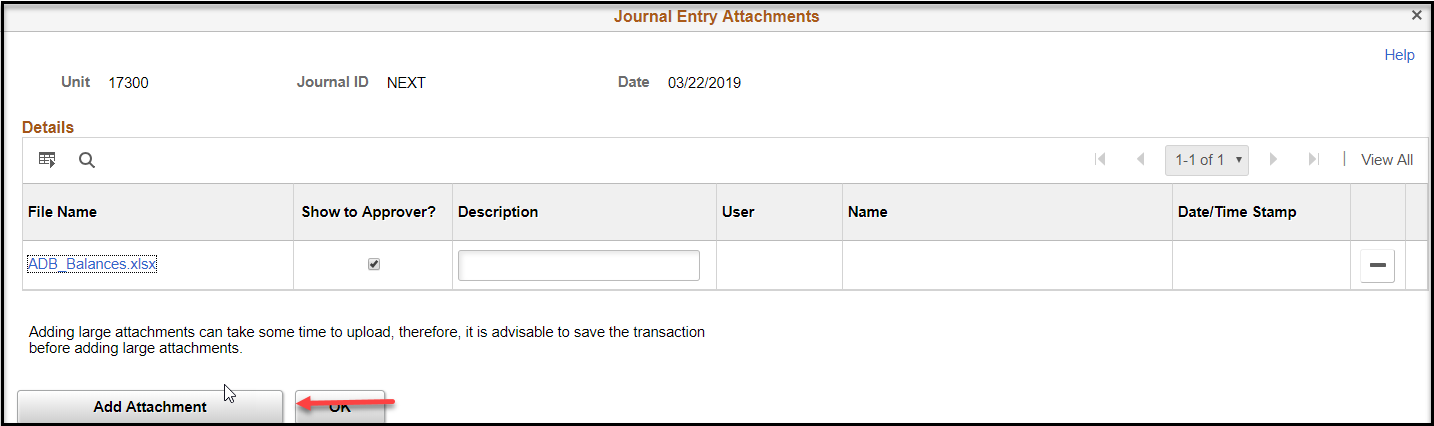 Journal Entry Attachments
Help
Unit 17300 Journal ID NEXT Date 03/22/2019
Details
1-1 of 1 View All
File Name Show to Approver? Description User Name Date/Time Stamp
ADB_Balances.xlsx
Adding large attachments can take some time to upload, therefore, it is advisable to save the transaction
before adding large attachments.
Add Attachment OK